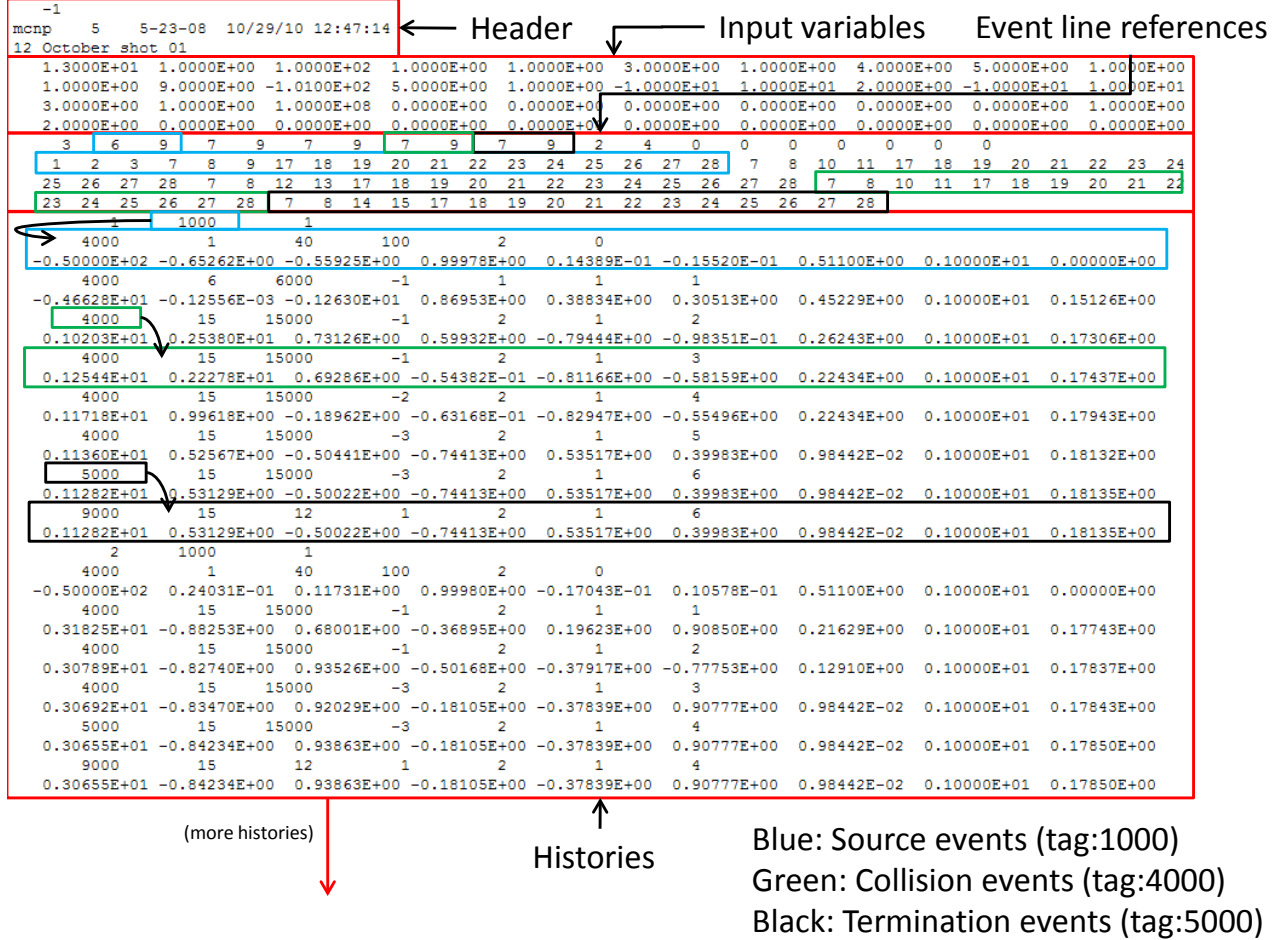 -1
mcnp 5 5-23-08 10/29/10 12:47:14 Header Input variables Event line references
12 October shot 01
1.3000E+01 1.0000E+00 1.0000E+02 1.0000E+00 1.0000E+00 3.0000E+00 1.0000E+00 4.0000E+00 5.0000E+00 1.0000E+00
1.0000E+00 9.0000E+00 -1.0100E+02 5.0000E+00 1.0000E+00 -1.0000E+01 1.0000E+01 2.0000E+00 -1.0000E+01 1.0000E+01
3.0000E+00 1.0000E+00 1.0000E+08 0.0000E+00 0.0000E+00 0.0000E+00 0.0000E+00 0.0000E+00 0.0000E+00 1.0000E+00
2.0000E+00 0.0000E+00 0.0000E+00 0.0000E+00 0.0000E+00 0.0000E+00 0.0000E+00 0.0000E+00 0.0000E+00 0.0000E+00
3 6 9 7 9 7 9 7 9 7 9 2 4 0 0 0 0 0 0 0
1 2 3 7 8 9 17 18 19 20 21 22 23 24 25 26 27 28 7 8 10 11 17 18 19 20 21 22 23 24
25 26 27 28 7 8 12 13 17 18 19 20 21 22 23 24 25 26 27 28 7 8 10 11 17 18 19 20 21 22
23 24 25 26 27 28 7 8 14 15 17 18 19 20 21 22 23 24 25 26 27 28
1 1000 1
4000 1 40 100 2 0
-0.50000E+02 -0.65262E+00 -0.55925E+00 0.99978E+00 0.14389E-01 -0.15520E-01 0.51100E+00 0.10000E+01 0.00000E+00
4000 6 6000 -1 1 1 1
-0.46628E+01 -0.12556E-03 -0.12630E+01 0.86953E+00 0.38834E+00 0.30513E+00 0.45229E+00 0.10000E+01 0.15126E+00
4000 15 15000 -1 2 1 2
0.10203E+01 0.25380E+01 0.73126E+00 0.59932E+00 -0.79444E+00 -0.98351E-01 0.26243E+00 0.10000E+01 0.17306E+00
4000 15 15000 -1 2 1 3
0.12544E+01 0.22278E+01 0.69286E+00 -0.54382E-01 -0.81166E+00 -0.58159E+00 0.22434E+00 0.10000E+01 0.17437E+00
4000 15 15000 -2 2 1 4
0.11718E+01 0.99618E+00 -0.18962E+00 -0.63168E-01 -0.82947E+00 -0.55496E+00 0.22434E+00 0.10000E+01 0.17943E+00
4000 15 15000 -3 2 1 5
0.11360E+01 0.52567E+00 -0.50441E+00 -0.74413E+00 0.53517E+00 0.39983E+00 0.98442E-02 0.10000E+01 0.18132E+00
5000 15 15000 -3 2 1 6
0.11282E+01 0.53129E+00 -0.50022E+00 -0.74413E+00 0.53517E+00 0.39983E+00 0.98442E-02 0.10000E+01 0.18135E+00
9000 15 12 1 2 1 6
0.11282E+01 0.53129E+00 -0.50022E+00 -0.74413E+00 0.53517E+00 0.39983E+00 0.98442E-02 0.10000E+01 0.18135E+00
2 1000 1
4000 1 40 100 2 0
-0.50000E+02 0.24031E-01 0.11731E+00 0.99980E+00 -0.17043E-01 0.10578E-01 0.51100E+00 0.10000E+01 0.00000E+00
4000 15 15000 -1 2 1 1
0.31825E+01 -0.88253E+00 0.68001E+00 -0.36895E+00 0.19623E+00 0.90850E+00 0.21629E+00 0.10000E+01 0.17743E+00
4000 15 15000 -1 2 1 2
0.30789E+01 -0.82740E+00 0.93526E+00 -0.50168E+00 -0.37917E+00 -0.77753E+00 0.12910E+00 0.10000E+01 0.17837E+00
4000 15 15000 -3 2 1 3
0.30692E+01 -0.83470E+00 0.92029E+00 -0.18105E+00 -0.37839E+00 0.90777E+00 0.98442E-02 0.10000E+01 0.17843E+00
5000 15 15000 -3 2 1 4
0.30655E+01 -0.84234E+00 0.93863E+00 -0.18105E+00 -0.37839E+00 0.90777E+00 0.98442E-02 0.10000E+01 0.17850E+00
9000 15 12 1 2 1 4
0.30655E+01 -0.84234E+00 0.93863E+00 -0.18105E+00 -0.37839E+00 0.90777E+00 0.98442E-02 0.10000E+01 0.17850E+00
(more histories)
Histories
Blue: Source events (tag:1000)
Green: Collision events (tag:4000)
Black: Termination events (tag:5000)